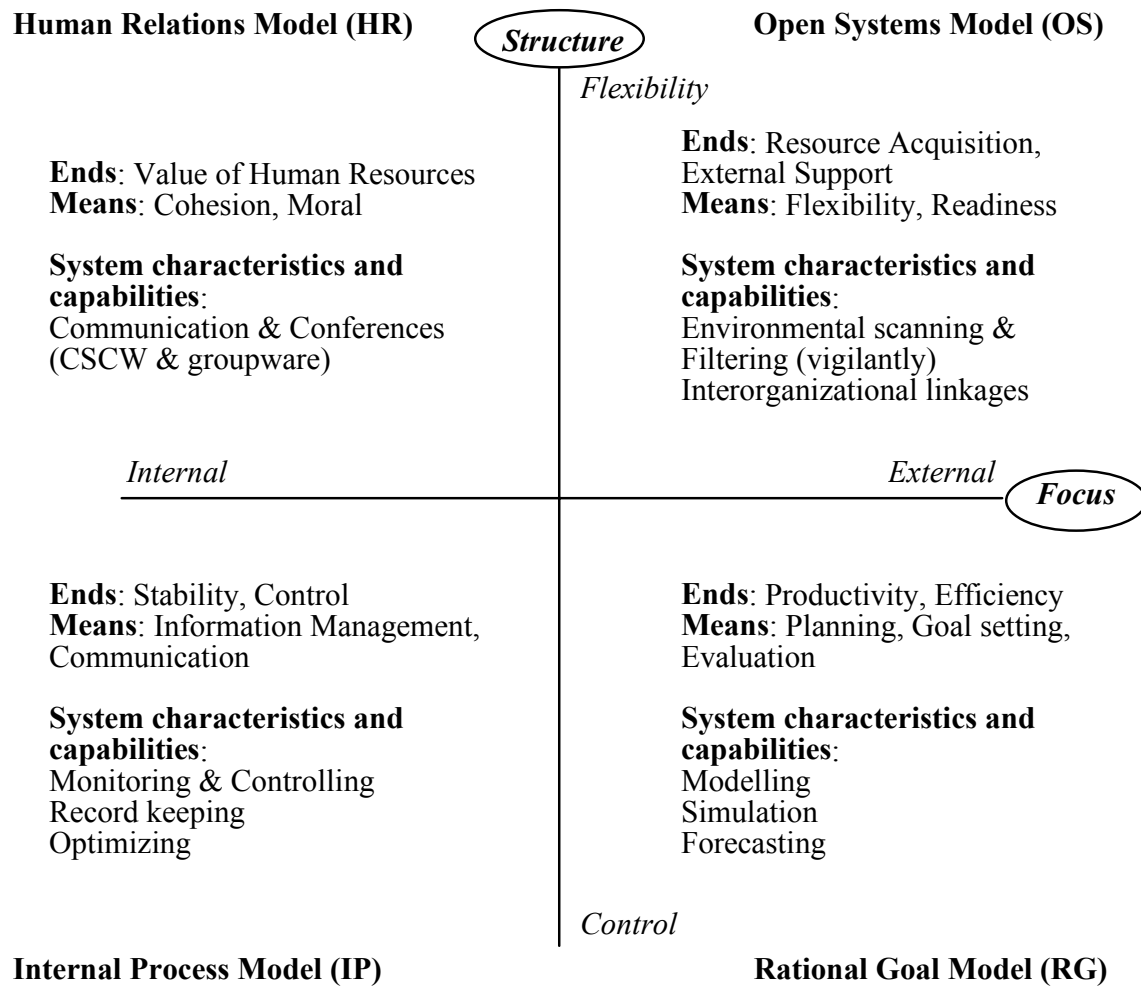 Human Relations Model (HR)
Structure
Open Systems Model (OS)
Flexibility
Ends: Value of Human Resources
Means: Cohesion, Moral
System characteristics and
capabilities:
Communication & Conferences
(CSCW & groupware)
Ends: Resource Acquisition,
External Support
Means: Flexibility, Readiness
System characteristics and
capabilities:
Environmental scanning &
Filtering (vigilantly)
Interorganizational linkages
Internal
External
Focus
Ends: Stability, Control
Means: Information Management,
Communication
System characteristics and
capabilities:
Monitoring & Controlling
Record keeping
Optimizing
Ends: Productivity, Efficiency
Means: Planning, Goal setting,
Evaluation
System characteristics and
capabilities:
Modelling
Simulation
Forecasting
Control
Internal Process Model (IP)
Rational Goal Model (RG)